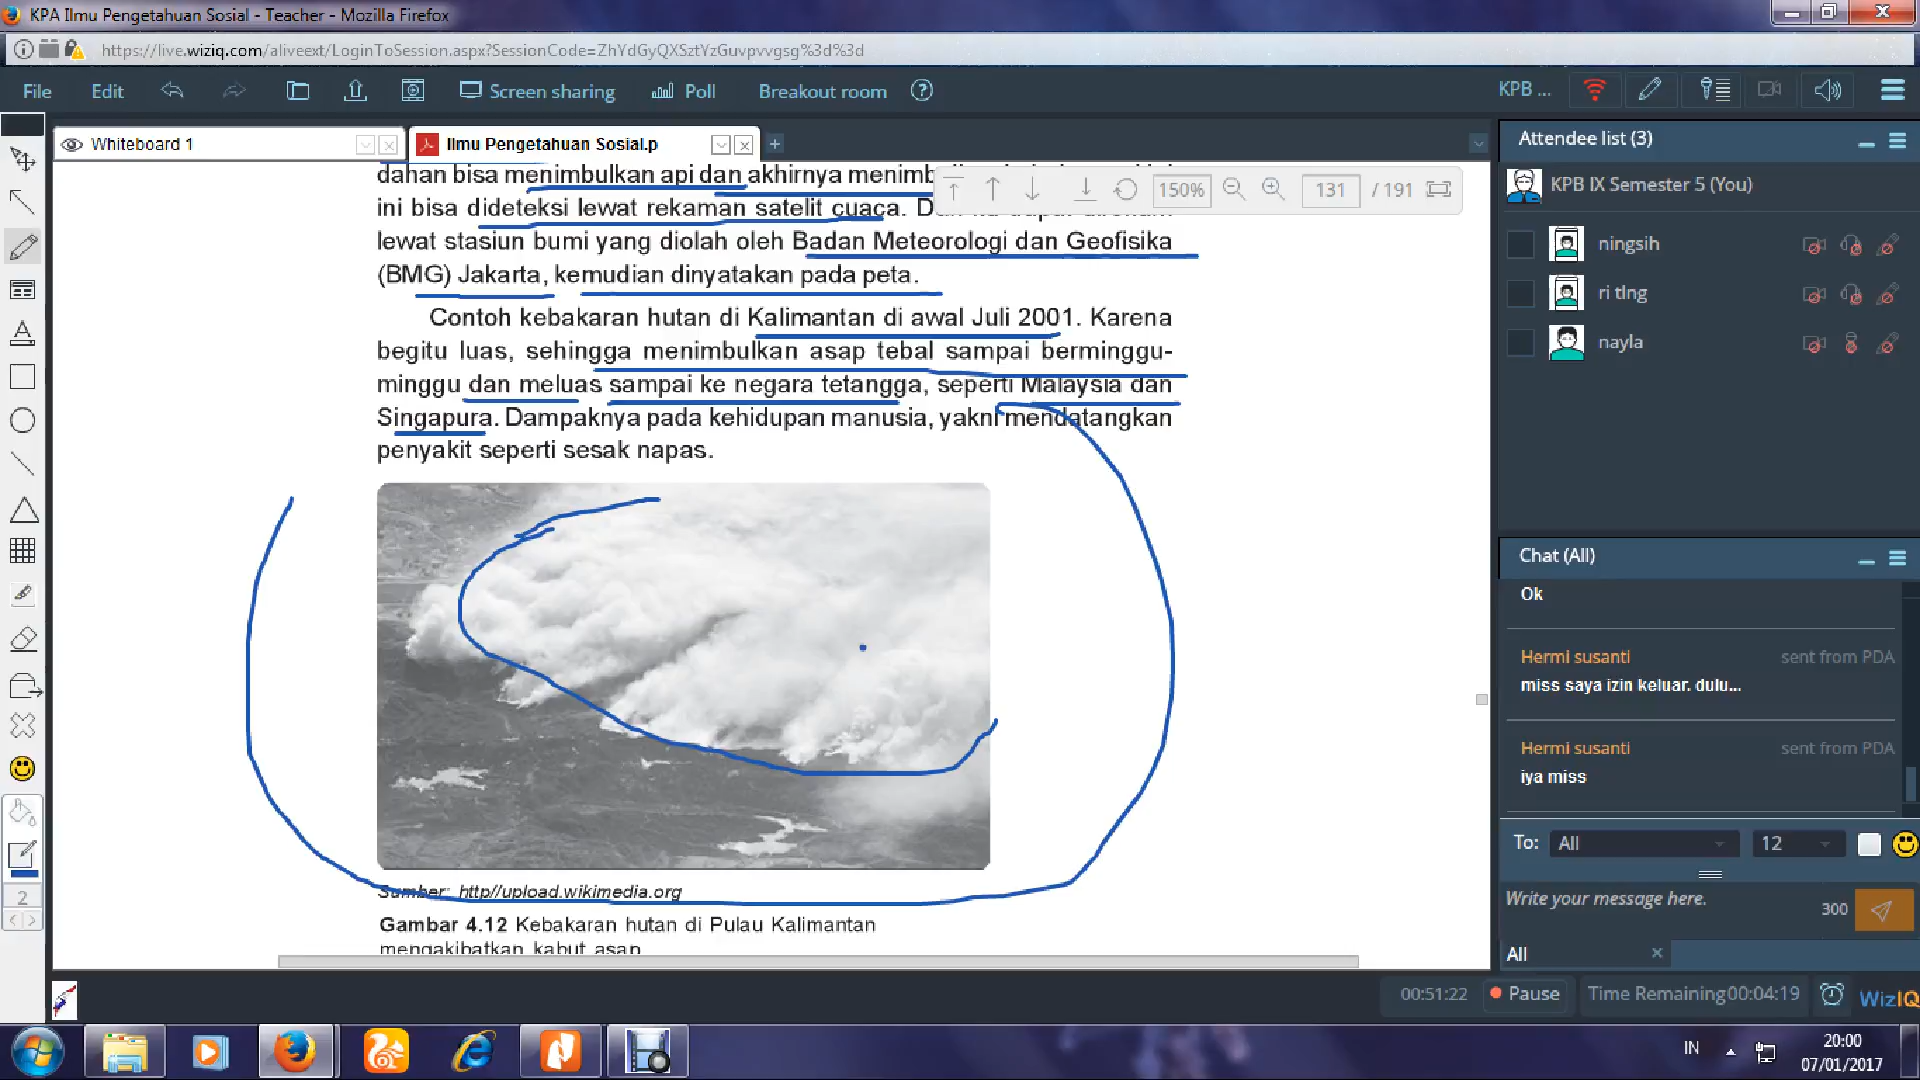 KPA Ilmu Pengetahuan Sosial - Teacher - Mozilla Firefox
https://live.wiziq.com/aliveext/LoginToSession.aspx?SessionCode=ZhYdGyQXSztYzGuvpvvgsg%3d%3d
File Edit Screen sharing Poll Breakout room KPB ...
Whiteboard 1 Ilmu Pengetahuan Sosial.p
150% 131 / 191
dahan bisa menimbulkan api dan akhirnya
ini bisa dideteksi lewat rekaman satelit cuaca.
lewat stasiun bumi yang diolah oleh Badan Meteorologi dan Geofisika
(BMG) Jakarta, kemudian dinyatakan pada peta.
Contoh kebakaran hutan di Kalimantan di awal Juli 2001. Karena
begitu luas, sehingga menimbulkan asap tebal sampai berminggu-
minggu dan meluas sampai ke negara tetangga, seperti Malaysia dan
Singapura. Dampaknya pada kehidupan manusia, yakni mendatangkan
penyakit seperti sesak napas.
Sumber: http//upload.wikimedia.org
Gambar 4.12 Kebakaran hutan di Pulau Kalimantan
mengakibatkan kabut asap
2
Attendee list (3)
KPB IX Semester 5 (You)
ningsih
ri tIng
nayla
Chat (All)
Ok
Hermi susanti sent from PDA
miss saya izin keluar. dulu...
Hermi susanti sent from PDA
iya miss
To: All 12
Write your message here. 300
All
00:51:22 Pause Time Remaining00:04:19 WizIQ
IN 20:00
07/01/2017